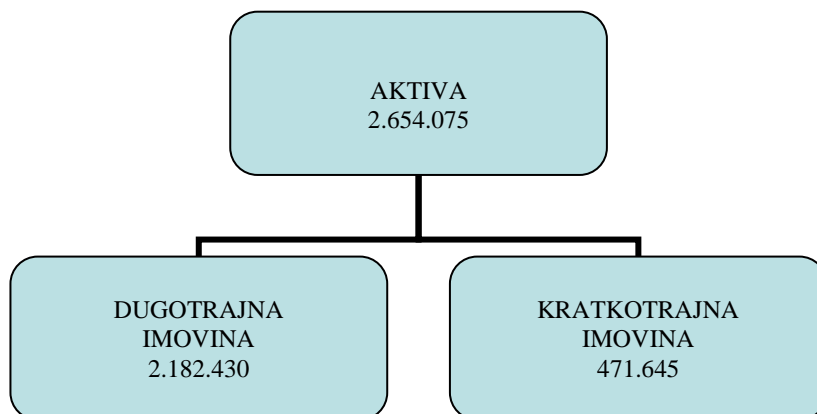 AKTIVA
2.654.075
DUGOTRAJNA
IMOVINA
2.182.430
KRATKOTRAJNA
IMOVINA
471.645